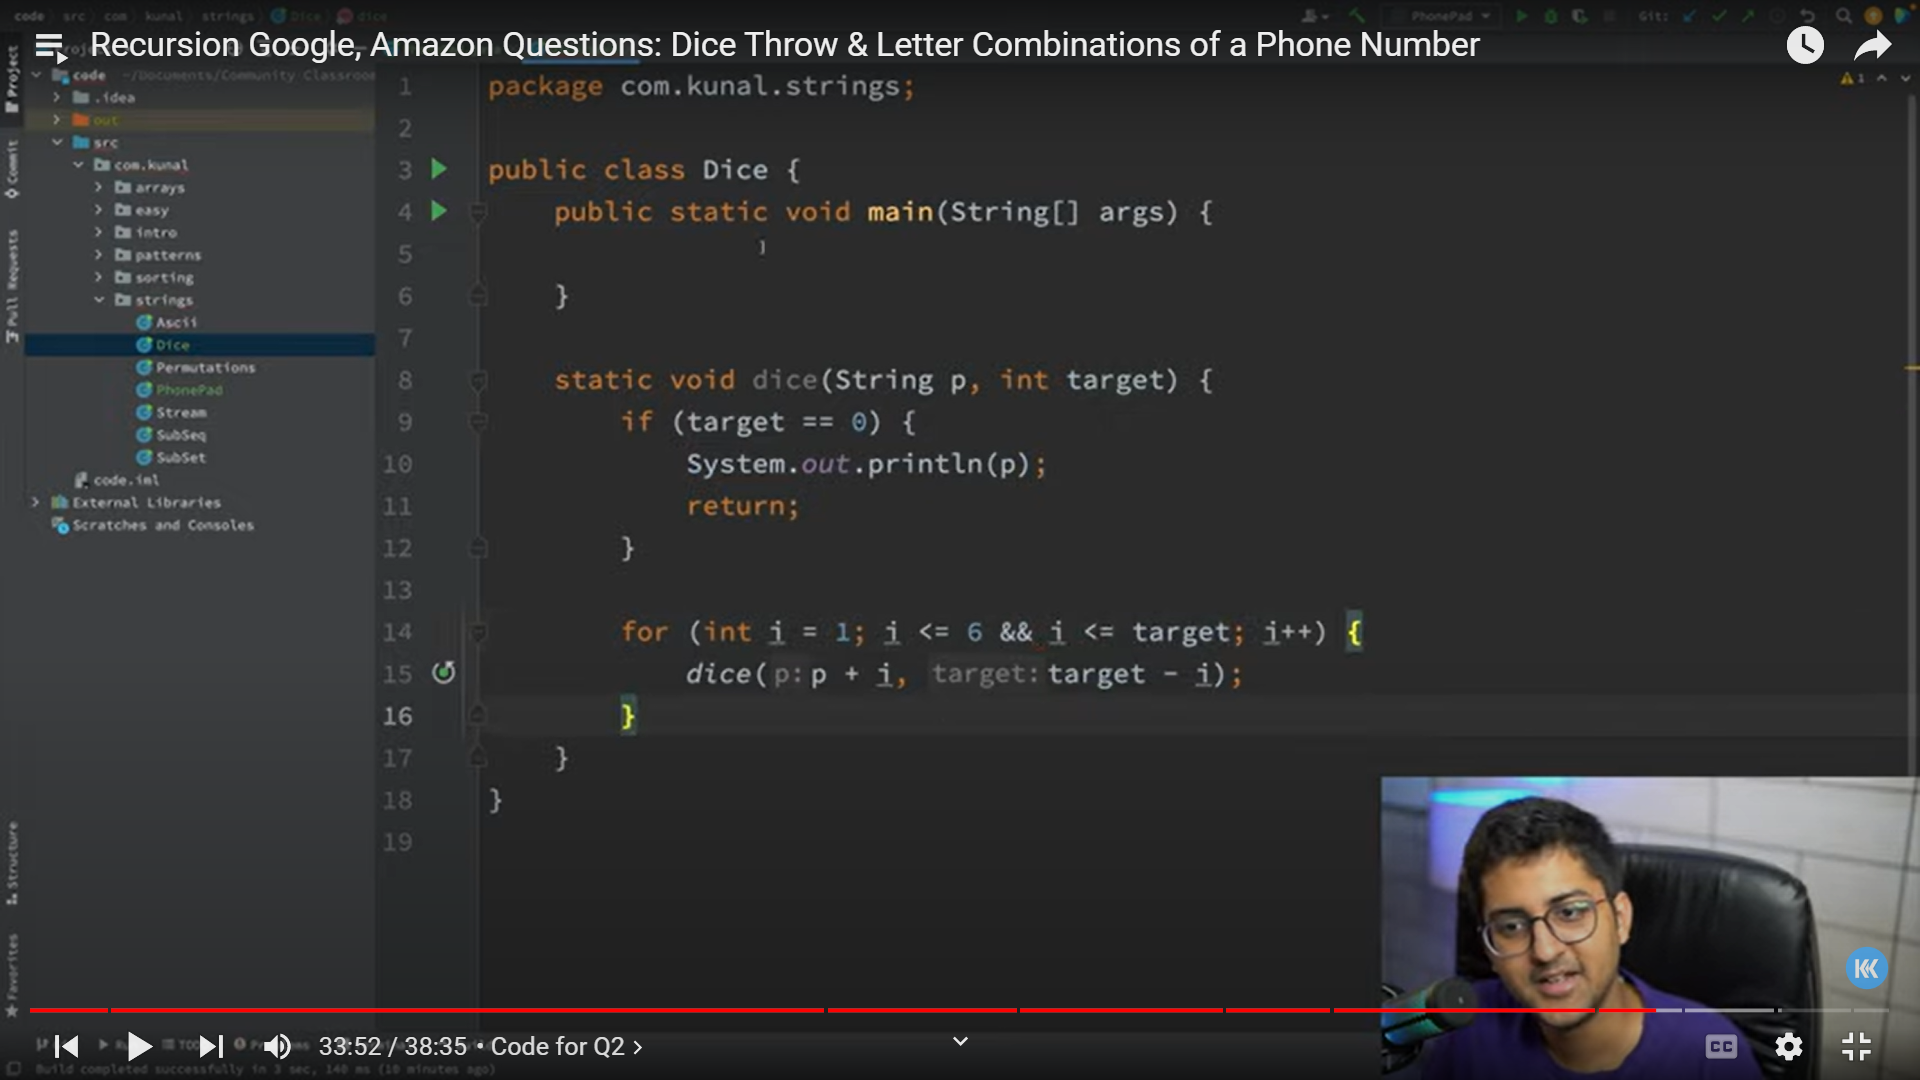 code src com kunal strings Dice dice
PhonePad
Git:
Recursion Google, Amazon Questions: Dice Throw & Letter Combinations of a Phone Number
Project
Commit
Pull Requests
Structure
Favorites
code ~/Documents/Community Classroom
.idea
out
src
com.kunal
arrays
easy
intro
patterns
sorting
strings
Ascii
Dice
Permutations
PhonePad
Stream
SubSeq
SubSet
code.iml
External Libraries
Scratches and Consoles
1
1 package com.kunal.strings;
2
3 public class Dice {
4 public static void main(String[] args) {
5
6 }
7
8 static void dice(String p, int target) {
9 if (target == 0) {
10 System.out.println(p);
11 return;
12 }
13
14 for (int i = 1; i <= 6 && i <= target; i++) {
15 dice( p: p + i, target: target - i);
16 }
17 }
18 }
19
33:52 / 38:35 • Code for Q2 ›
CC
Build completed successfully in 3 sec, 140 ms (10 minutes ago)